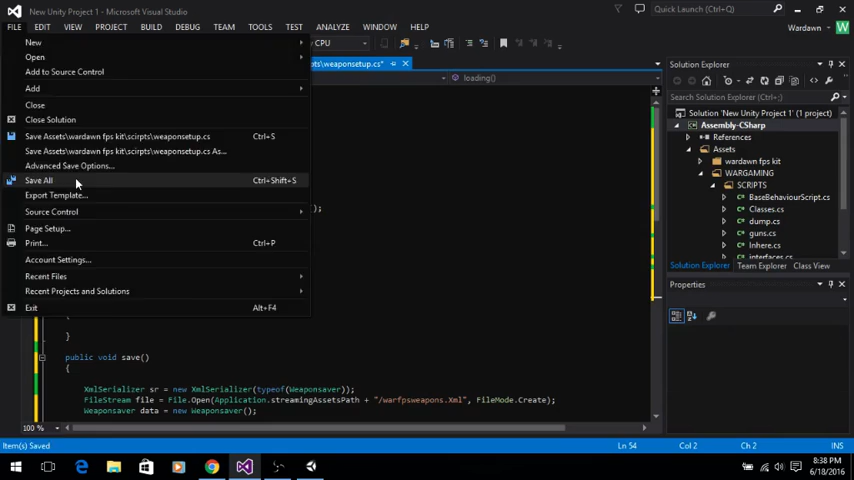 New Unity Project 1 - Microsoft Visual Studio
Quick Launch (Ctrl+Q)
FILE EDIT VIEW PROJECT BUILD DEBUG TEAM TOOLS TEST ANALYZE WINDOW HELP
Wardawn W
New
CPU
Open
Add to Source Control
pts\weaponsetup.cs*
Solution Explorer
loading()
Add
Search Solution Explorer (Ctrl+;)
Close
Close Solution
Solution 'New Unity Project 1' (1 project)
Assembly-CSharp
Save Assets\wardawn fps kit\scirpts\weaponsetup.cs Ctrl+S
References
Save Assets\wardawn fps kit\scirpts\weaponsetup.cs As...
Assets
Advanced Save Options...
wardawn fps kit
WARGAMING
Save All Ctrl+Shift+S
SCRIPTS
Export Template...
BaseBehaviourScript.cs
Source Control
();
Classes.cs
dump.cs
Page Setup...
guns.cs
Print... Ctrl+P
Inhere.cs
interfaces.cs
Account Settings...
Solution Explorer Team Explorer Class View
Recent Files
Properties
Recent Projects and Solutions
Exit Alt+F4
{
}
public void save()
{
XmlSerializer sr = new XmlSerializer(typeof(Weaponsaver));
FileStream file = File.Open(Application.streamingAssetsPath + "/warfpsweapons.Xml", FileMode.Create);
Weaponsaver data = new Weaponsaver();
100 %
Item(s) Saved Ln 54 Col 2 Ch 2 INS
8:38 PM
6/18/2016